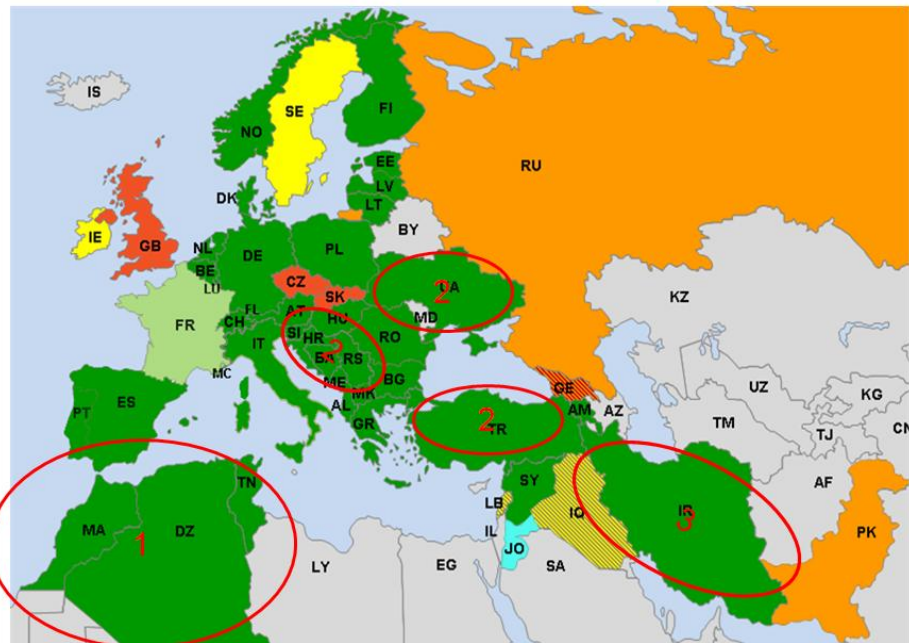 IS
SE
FI
NO
RU
EE
LV
DK
LT
IE
GB
BY
NL
DE
PL
BE
LU
CZ
UA
2
SK
KZ
FR
FL
AT
HU
MD
CH
SI
HR
2
RO
IT
BA
RS
MC
ME
BG
UZ
KG
MK
GE
AL
AM
AZ
TM
TJ
CN
PT
ES
GR
TR
2
TN
SY
AF
LB
IQ
IR
3
MA
DZ
1
IL
JO
PK
LY
EG
SA